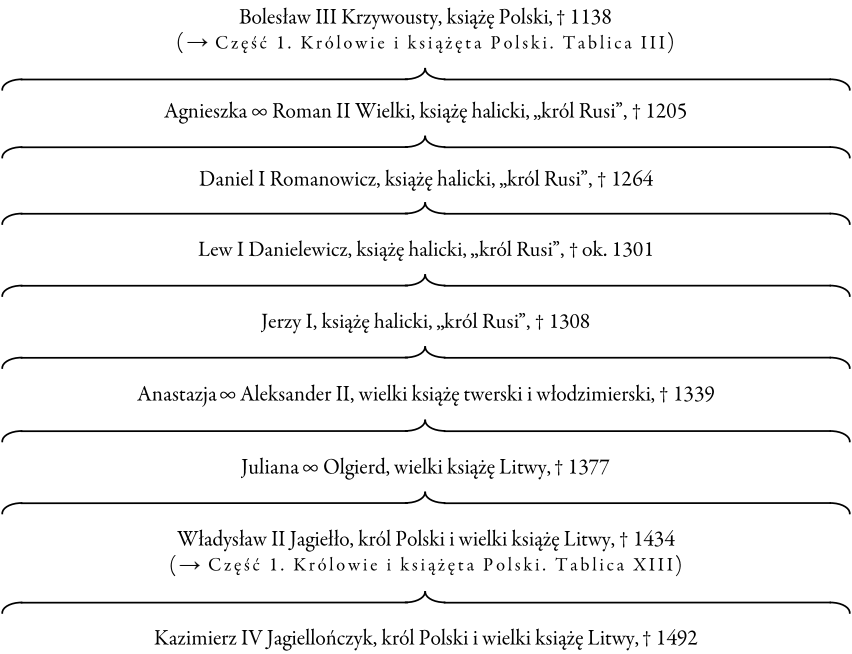 Bolesław III Krzywousty, książę Polski, † 1138
(→ Część 1. Królowie i książęta Polski. Tablica III)
Agnieszka ∞ Roman II Wielki, książę halicki, „król Rusi”, † 1205
Daniel I Romanowicz, książę halicki, „król Rusi”, † 1264
Lew I Danielewicz, książę halicki, „król Rusi”, † ok. 1301
Jerzy I, książę halicki, „król Rusi”, † 1308
Anastazja ∞ Aleksander II, wielki książę twerski i włodzimierski, † 1339
Juliana ∞ Olgierd, wielki książę Litwy, † 1377
Władysław II Jagiełło, król Polski i wielki książę Litwy, † 1434
(→ Część 1. Królowie i książęta Polski. Tablica XIII)
Kazimierz IV Jagiellończyk, król Polski i wielki książę Litwy, † 1492